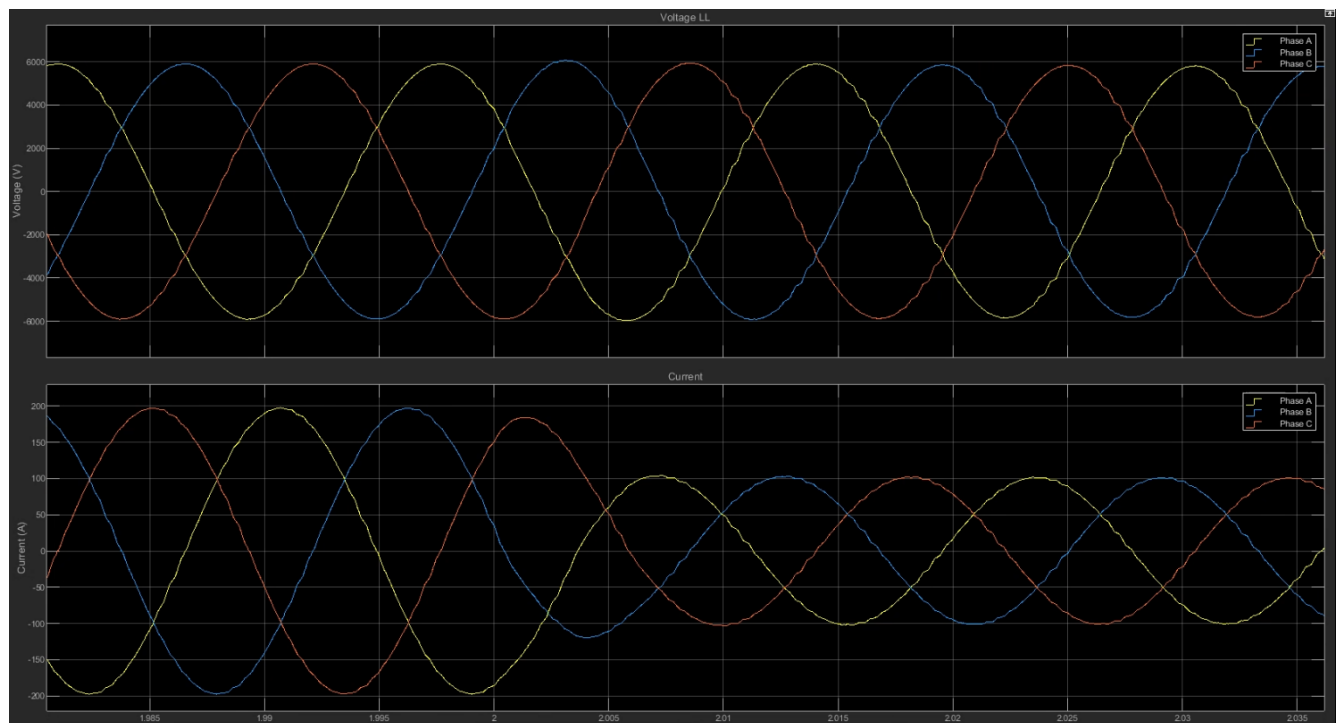 Voltage LL
Phase A
Phase B
Phase C
6000
4000
2000
0
-2000
-4000
-6000
Voltage (V)
Current
Phase A
Phase B
Phase C
200
150
100
50
0
-50
-100
-150
-200
Current (A)
1.985 1.99 1.995 2 2.005 2.01 2.015 2.02 2.025 2.03 2.035